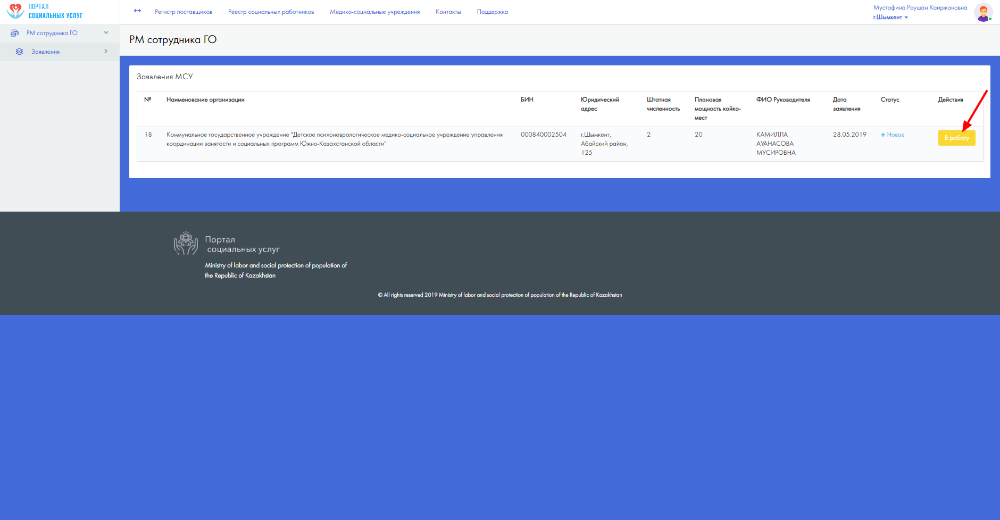 ПОРТАЛ
СОЦИАЛЬНЫХ УСЛУГ
Регистр поставщиков
Реестр социальных работников
Медико-социальные учреждения
Контакты
Поддержка
Мустафина Раушан Каиржановна
г.Шымкент
РМ сотрудника ГО
Заявления
РМ сотрудника ГО
Заявления МСУ
№
Наименование организации
БИН
Юридический
адрес
Штатная
численность
Плановая
мощность койко-
мест
ФИО Руководителя
Дата
заявления
Статус
Действия
18
Коммунальное государственное учреждение "Детское психоневрологическое медико-социальное учреждение управления
координации занятости и социальных программ Южно-Казахстанской области"
000840002504
г.Шымкент,
Абайский район,
125
2
20
КАМИЛЛА
АУАНАСОВА
МУСИРОВНА
28.05.2019
+ Новое
В работу
Портал
социальных услуг
Ministry of labor and social protection of population of
the Republic of Kazakhstan
© All rights reserved 2019 Ministry of labor and social protection of population of the Republic of Kazakhstan